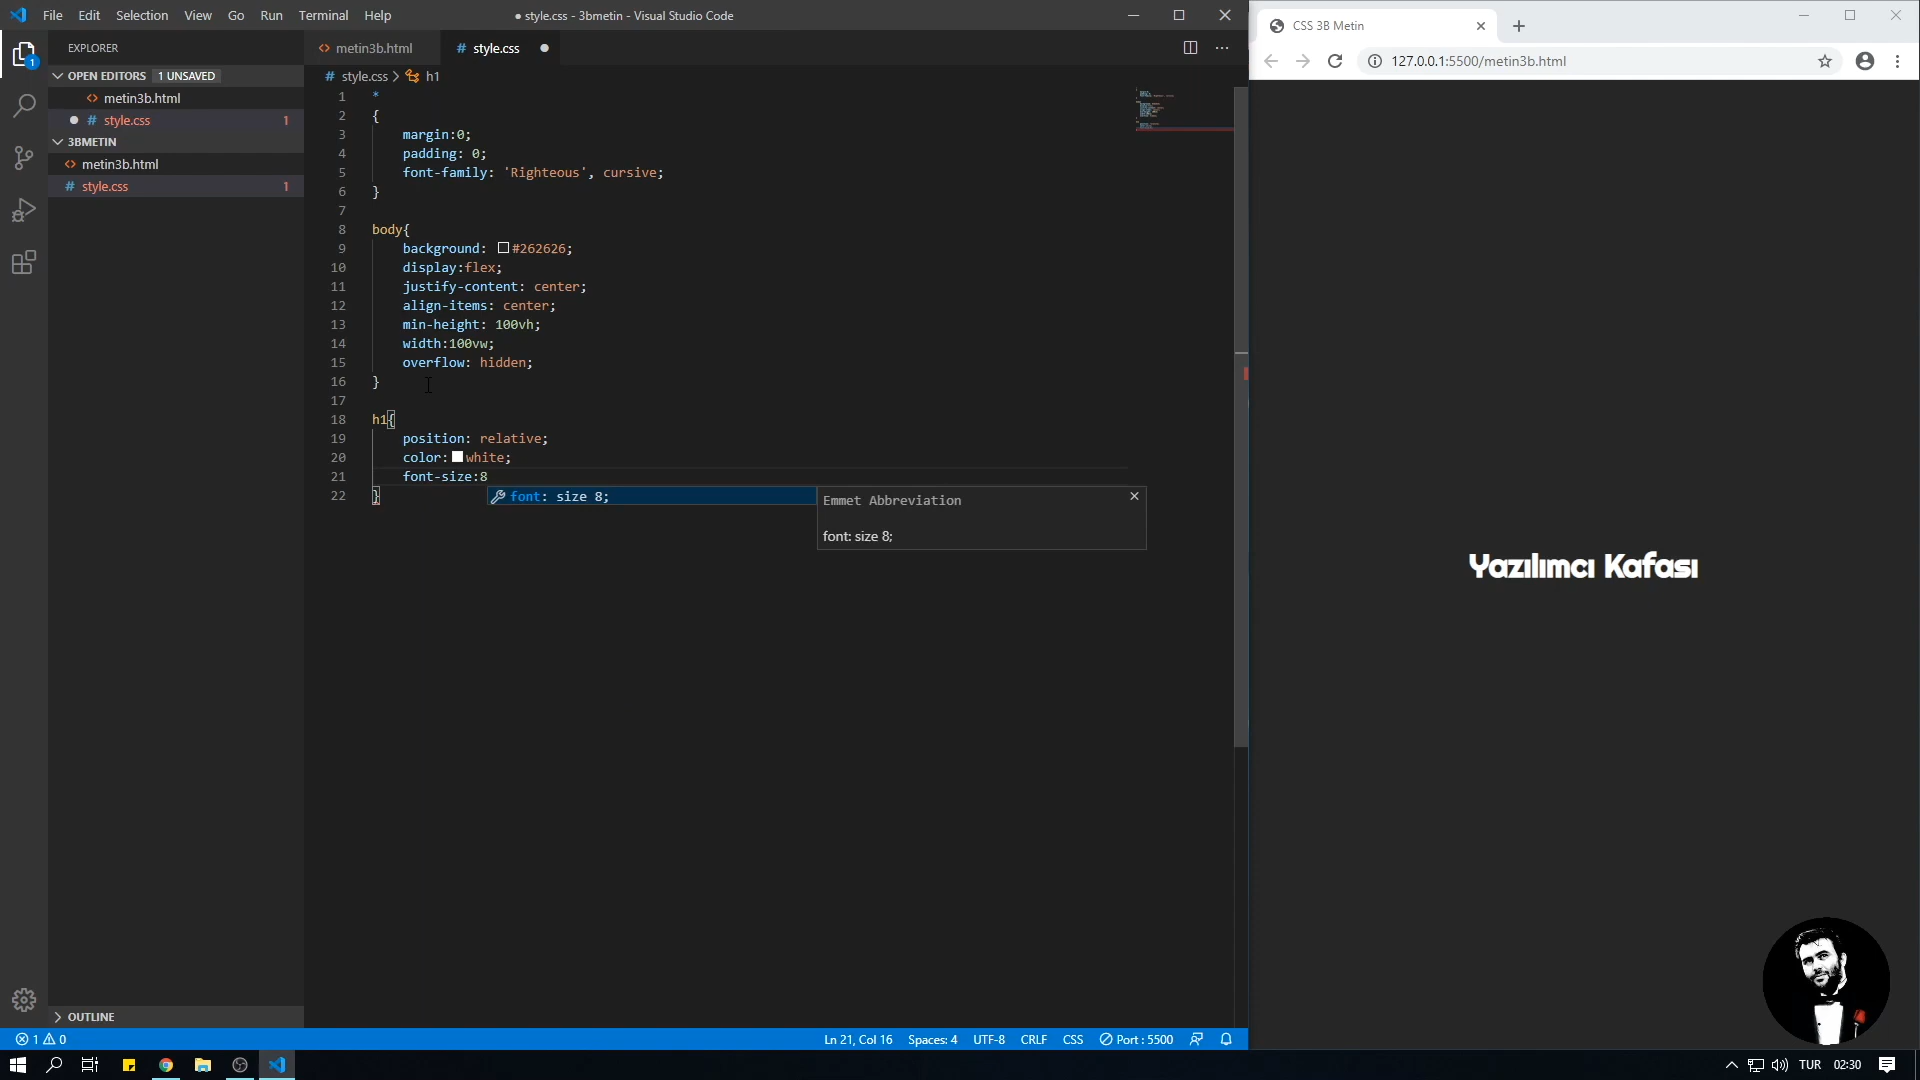 File Edit Selection View Go Run Terminal Help
● style.css - 3bmetin - Visual Studio Code
EXPLORER
OPEN EDITORS 1 UNSAVED
metin3b.html
style.css 1
3BMETIN
metin3b.html
style.css 1
OUTLINE
1
metin3b.html
# style.css
# style.css > h1
1 *
2 {
3 margin:0;
4 padding: 0;
5 font-family: 'Righteous', cursive;
6 }
7
8 body{
9 background: #262626;
10 display:flex;
11 justify-content: center;
12 align-items: center;
13 min-height: 100vh;
14 width:100vw;
15 overflow: hidden;
16 }
17
18 h1{
19 position: relative;
20 color: white;
21 font-size:8
22 }
font: size 8;
Emmet Abbreviation
font: size 8;
1 0
Ln 21, Col 16 Spaces: 4 UTF-8 CRLF CSS Port : 5500
CSS 3B Metin
127.0.0.1:5500/metin3b.html
Yazılımcı Kafası
TUR 02:30